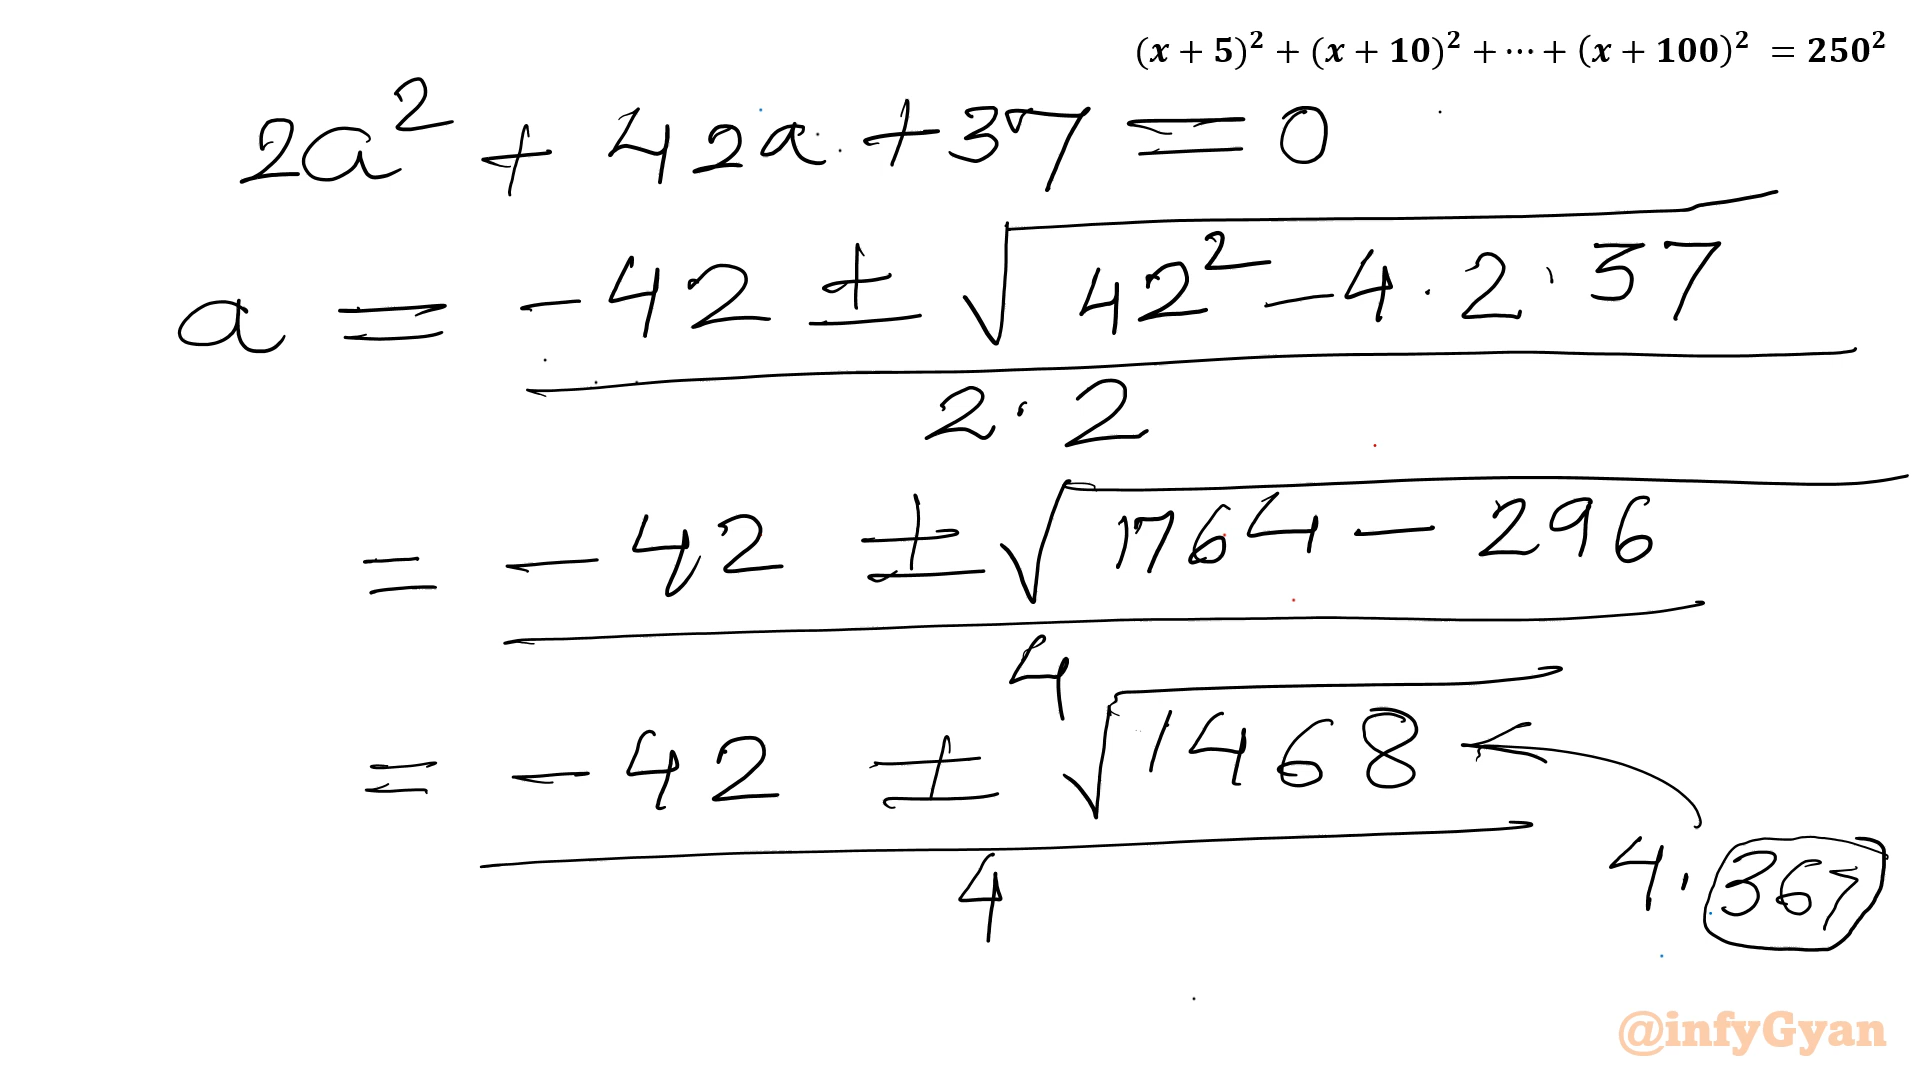 (x + 5)² + (x + 10)² + ⋯ + (x + 100)² = 250²
2a² + 42a + 37 = 0
a = -42 ± √(42² - 4·2·37)
2·2
= -42 ± √(1764 - 296)
4
= -42 ± √1468
4
4·367
@infyGyan